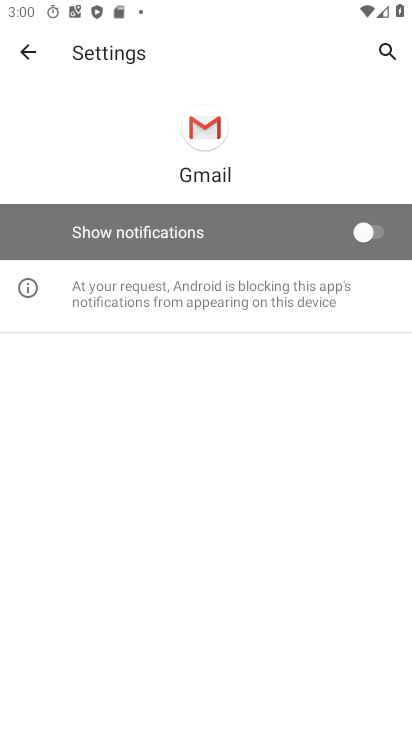 3:00
Settings
Gmail
Show notifications
At your request, Android is blocking this app's
notifications from appearing on this device